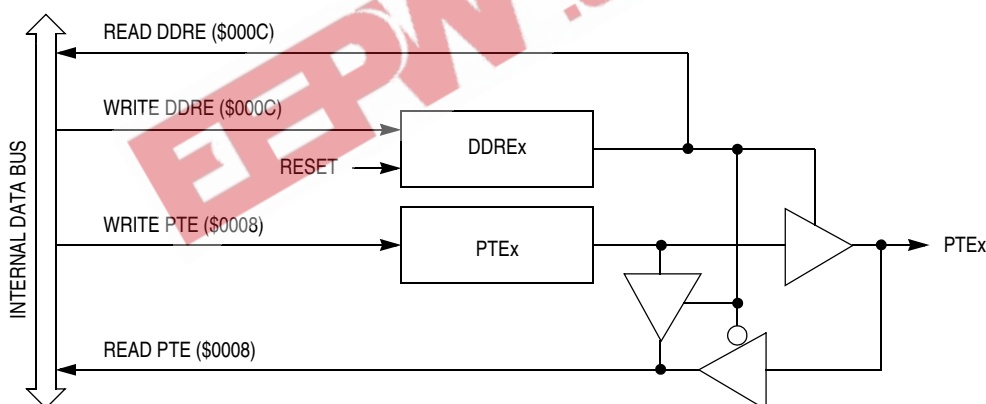 READ DDRE ($000C)
WRITE DDRE ($000C)
DDREx
RESET
INTERNAL DATA BUS
WRITE PTE ($0008)
PTEx
PTEx
READ PTE ($0008)
EEPW